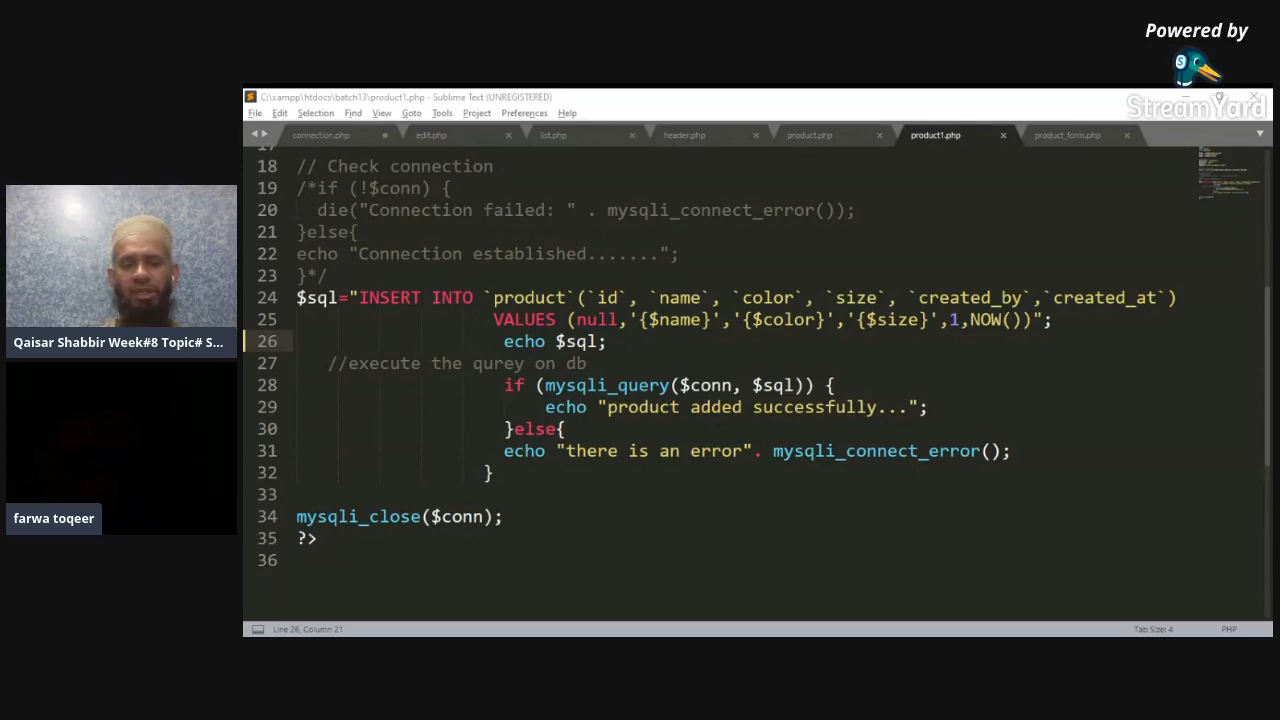 Powered by
StreamYard
C:\xampp\htdocs\batch13\product1.php - Sublime Text (UNREGISTERED)
File Edit Selection Find View Goto Tools Project Preferences Help
connection.php edit.php list.php header.php product.php product1.php product_form.php
17
18 // Check connection
19 /*if (!$conn) {
20 die("Connection failed: " . mysqli_connect_error());
21 }else{
22 echo "Connection established.......";
23 }*/
24 $sql="INSERT INTO `product`(`id`, `name`, `color`, `size`, `created_by`,`created_at`)
25 VALUES (null,'{$name}','{$color}','{$size}',1,NOW())";
26 echo $sql;
27 //execute the qurey on db
28 if (mysqli_query($conn, $sql)) {
29 echo "product added successfully...";
30 }else{
31 echo "there is an error". mysqli_connect_error();
32 }
33
34 mysqli_close($conn);
35 ?>
36
Line 26, Column 21
Tab Size: 4 PHP
Qaisar Shabbir Week#8 Topic# S...
farwa toqeer